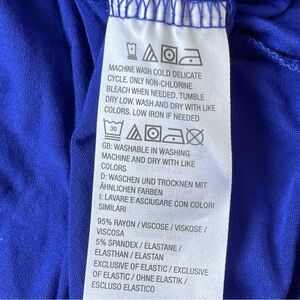 MACHINE WASH COLD DELICATE
CYCLE. ONLY NON-CHLORINE
BLEACH WHEN NEEDED. TUMBLE
DRY LOW. WASH AND DRY WITH LIKE
COLORS. LOW IRON IF NEEDED
30
GB: WASHABLE IN WASHING
MACHINE AND DRY WITH LIKE
COLORS
D: WASCHEN UND TROCKNEN MIT
ÄHNLICHEN FARBEN
I: LAVARE E ASCIUGARE CON COLORI
SIMILARI
95% RAYON / VISCOSE / VISKOSE /
VISCOSA
5% SPANDEX / ELASTANE /
ELASTHAN / ELASTAN
EXCLUSIVE OF ELASTIC / EXCLUSIVE
OF ELASTIC / OHNE ELASTIK /
ESCLUSO ELASTICO